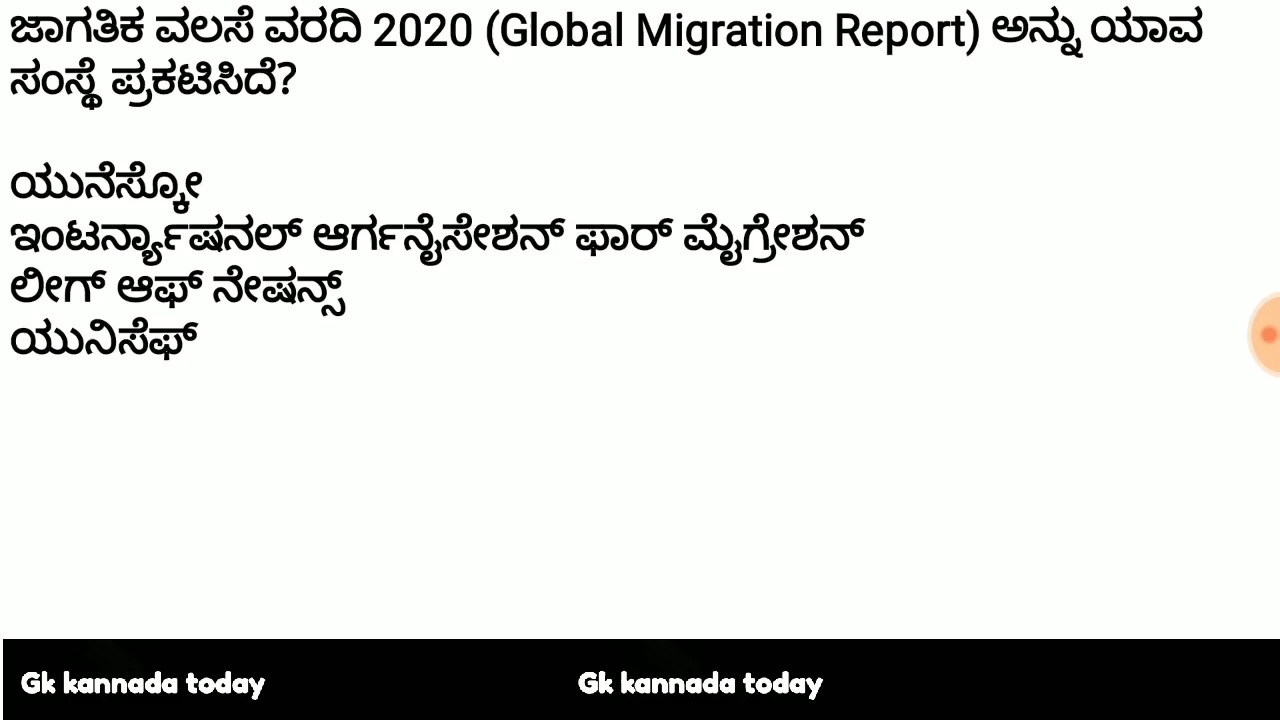 ಜಾಗತಿಕ ವಲಸೆ ವರದಿ 2020 (Global Migration Report) ಅನ್ನು ಯಾವ
ಸಂಸ್ಥೆ ಪ್ರಕಟಿಸಿದೆ?
ಯುನೆಸ್ಕೋ
ಇಂಟರ್ನ್ಯಾಷನಲ್ ಆರ್ಗನೈಸೇಶನ್ ಫಾರ್ ಮೈಗ್ರೇಶನ್
ಲೀಗ್ ಆಫ್ ನೇಷನ್ಸ್
ಯುನಿಸೆಫ್
Gk kannada today Gk kannada today